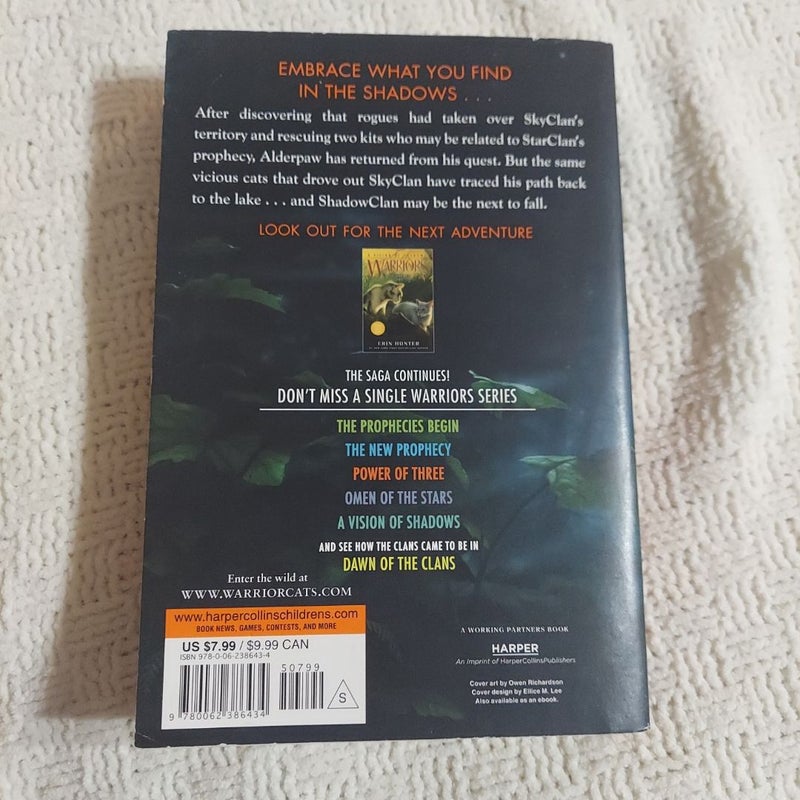 EMBRACE WHAT YOU FIND
IN THE SHADOWS . . .
After discovering that rogues had taken over SkyClan's
territory and rescuing two kits who may be related to StarClan's
prophecy, Alderpaw has returned from his quest. But the same
vicious cats that drove out SkyClan have traced his path back
to the lake . . . and ShadowClan may be the next to fall.
LOOK OUT FOR THE NEXT ADVENTURE
WARRIORS
ERIN HUNTER
THE SAGA CONTINUES!
DON'T MISS A SINGLE WARRIORS SERIES
THE PROPHECIES BEGIN
THE NEW PROPHECY
POWER OF THREE
OMEN OF THE STARS
A VISION OF SHADOWS
AND SEE HOW THE CLANS CAME TO BE IN
DAWN OF THE CLANS
Enter the wild at
WWW.WARRIORCATS.COM
www.harpercollinschildrens.com
BOOK NEWS, GAMES, CONTESTS, AND MORE
US $7.99 / $9.99 CAN
ISBN 978-0-06-238643-4
50799
S
9 780062 386434
A WORKING PARTNERS BOOK
HARPER
An Imprint of HarperCollinsPublishers
Cover art by Owen Richardson
Cover design by Ellice M. Lee
Also available as an ebook.